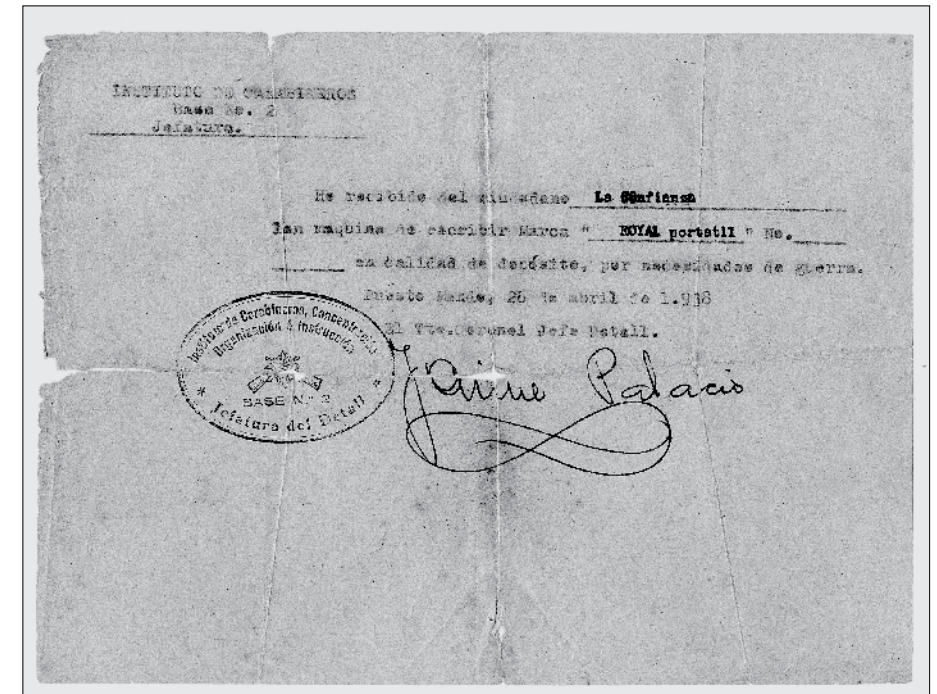 INSTITUTO DE CARABINEROS
Base No. 2
Jefatura.
He recibido del ciudadano La Confianza
maquina de escribir Marca " ROYAL portatil " No.
en calidad de depósito, por necesidades de guerra.
Puesto Mando, 26 de abril de 1.938
El Tte.Coronel Jefe Detall.
Instituto de Carabineros, Concentración
Organización é Instrucción
BASE N.º 2
* Jefatura del Detall *
Jaime Palacio